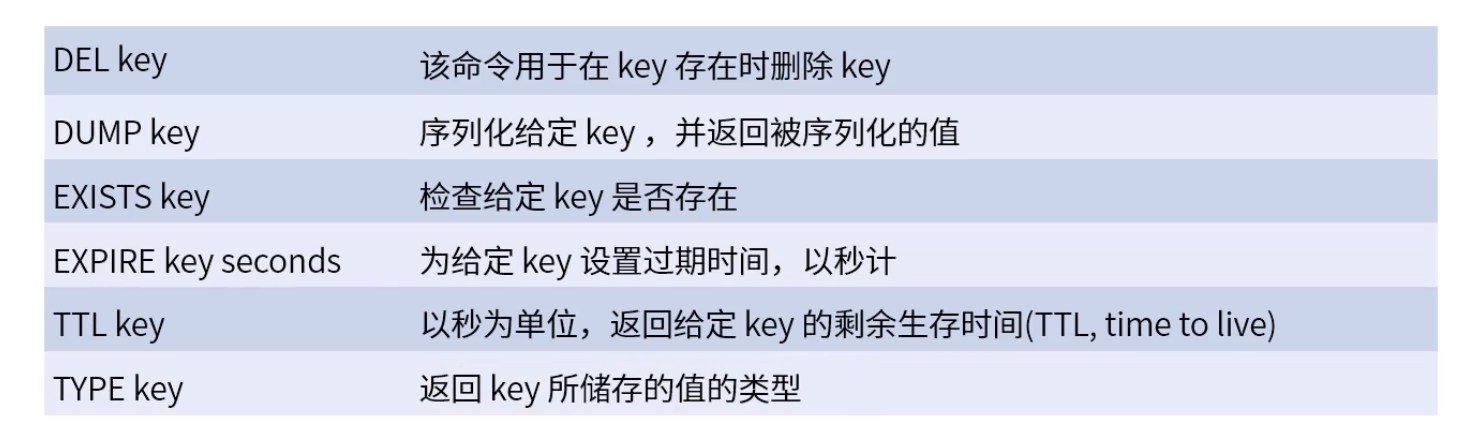 DEL key 该命令用于在 key 存在时删除 key
DUMP key 序列化给定 key ，并返回被序列化的值
EXISTS key 检查给定 key 是否存在
EXPIRE key seconds 为给定 key 设置过期时间，以秒计
TTL key 以秒为单位，返回给定 key 的剩余生存时间(TTL, time to live)
TYPE key 返回 key 所储存的值的类型